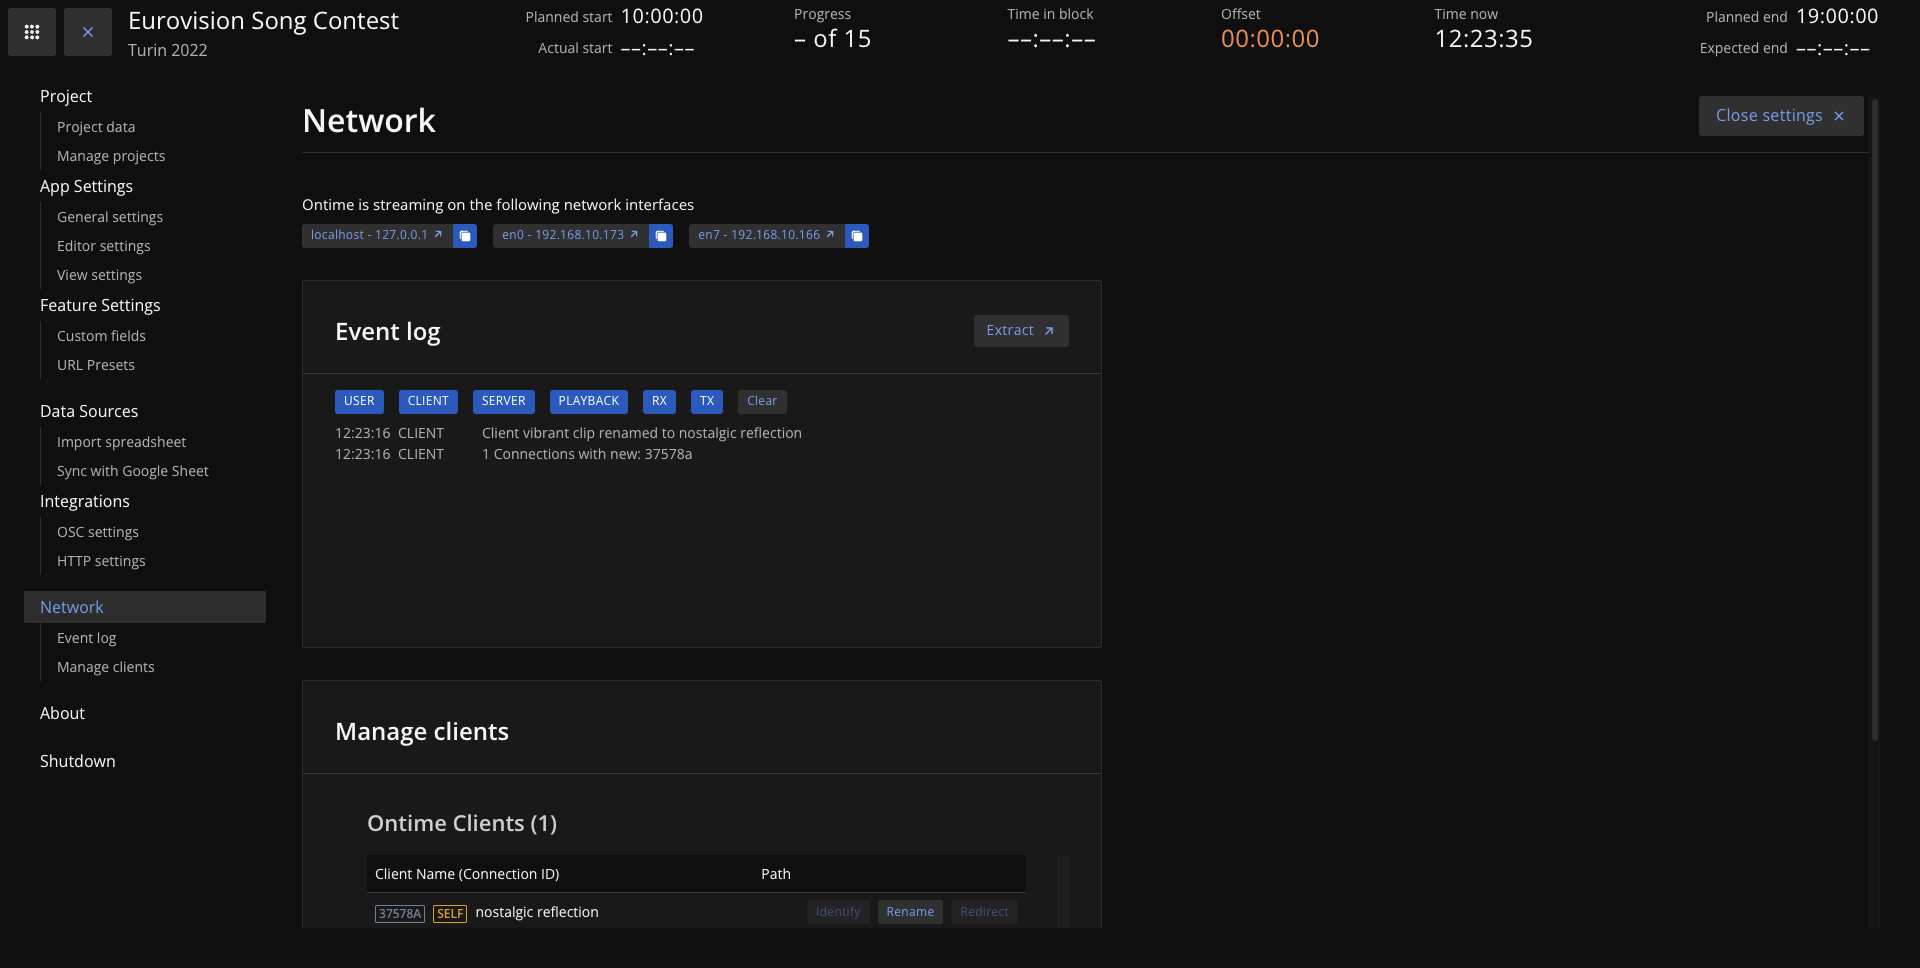 Eurovision Song Contest
Turin 2022
Planned start 10:00:00
Actual start --:--:--
Progress
– of 15
Time in block
--:--:--
Offset
00:00:00
Time now
12:23:35
Planned end 19:00:00
Expected end --:--:--
Project
Project data
Manage projects
App Settings
General settings
Editor settings
View settings
Feature Settings
Custom fields
URL Presets
Data Sources
Import spreadsheet
Sync with Google Sheet
Integrations
OSC settings
HTTP settings
Network
Event log
Manage clients
About
Shutdown
Network
Close settings
Ontime is streaming on the following network interfaces
localhost - 127.0.0.1 en0 - 192.168.10.173 en7 - 192.168.10.166
Event log
Extract
USER CLIENT SERVER PLAYBACK RX TX Clear
12:23:16 CLIENT Client vibrant clip renamed to nostalgic reflection
12:23:16 CLIENT 1 Connections with new: 37578a
Manage clients
Ontime Clients (1)
Client Name (Connection ID) Path
37578A SELF nostalgic reflection Identify Rename Redirect